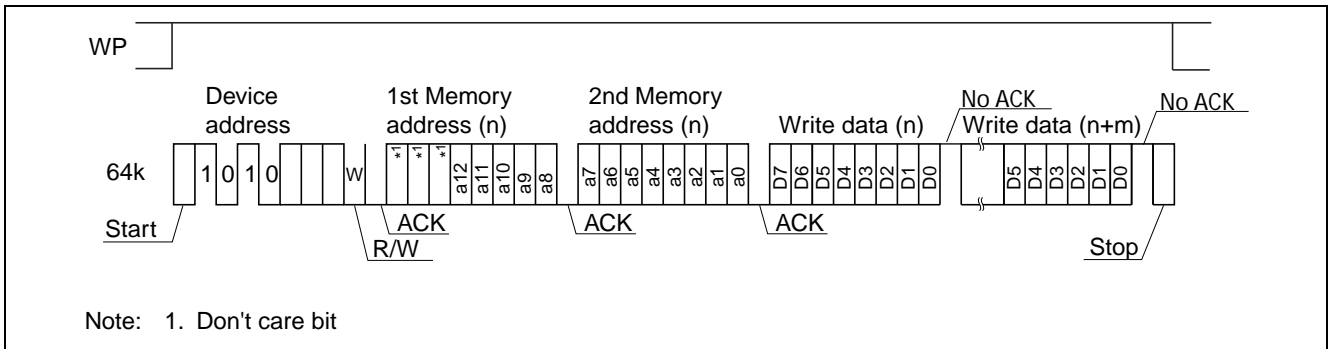 WP
Device
address
1st Memory
address (n)
2nd Memory
address (n)
Write data (n)
No ACK
Write data (n+m)
No ACK
64k
1 0 1 0 W *1 *1 *1 a12 a11 a10 a9 a8 a7 a6 a5 a4 a3 a2 a1 a0 D7 D6 D5 D4 D3 D2 D1 D0 D5 D4 D3 D2 D1 D0
Start
ACK
R/W
ACK
ACK
Stop
Note: 1. Don't care bit